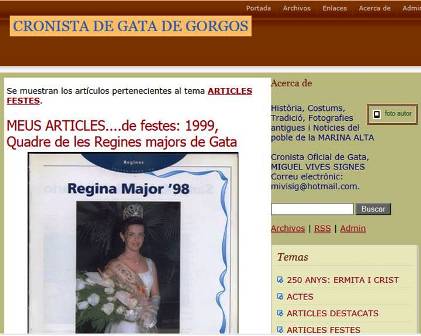 Portada Archivos Enlaces Acerca de Admin
CRONISTA DE GATA DE GORGOS
Se muestran los artículos pertenecientes al tema ARTICLES
FESTES.
MEUS ARTICLES....de festes: 1999,
Quadre de les Regines majors de Gata
Regines
Regina Major '98
Acerca de
foto autor
Història, Costums,
Tradició, Fotografies
antigues i Noticies del
poble de la MARINA ALTA
Cronista Oficial de Gata,
MIGUEL VIVES SIGNES
Correu electrònic:
mivisig@hotmail.com.
Buscar
Archivos | RSS | Admin
Temas
250 ANYS: ERMITA I CRIST
ACTES
ARTICLES DESTACATS
ARTICLES FESTES